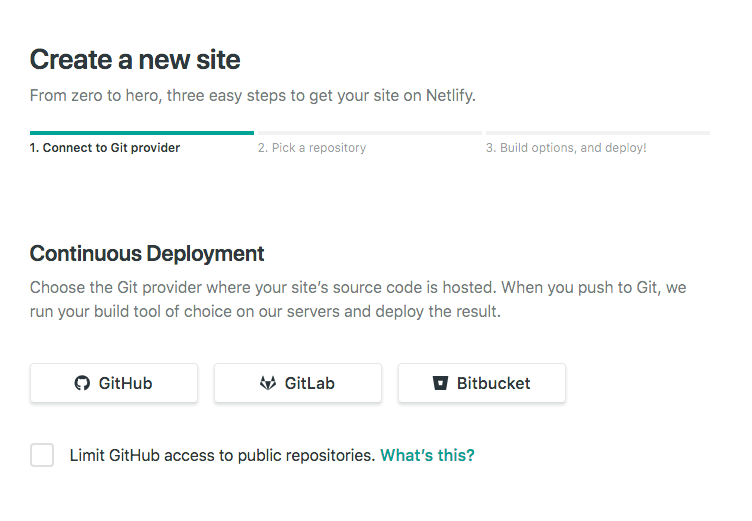 Create a new site
From zero to hero, three easy steps to get your site on Netlify.
1. Connect to Git provider
2. Pick a repository
3. Build options, and deploy!
Continuous Deployment
Choose the Git provider where your site’s source code is hosted. When you push to Git, we
run your build tool of choice on our servers and deploy the result.
GitHub
GitLab
Bitbucket
Limit GitHub access to public repositories. What’s this?